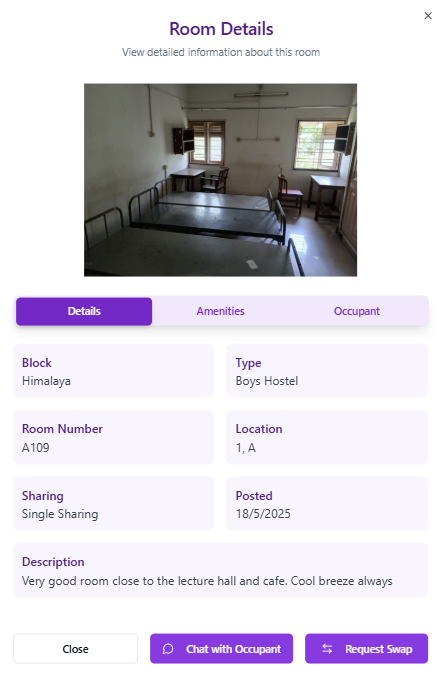 Room Details
View detailed information about this room
Details
Amenities
Occupant
Block
Himalaya
Type
Boys Hostel
Room Number
A109
Location
1, A
Sharing
Single Sharing
Posted
18/5/2025
Description
Very good room close to the lecture hall and cafe. Cool breeze always
Close
Chat with Occupant
Request Swap